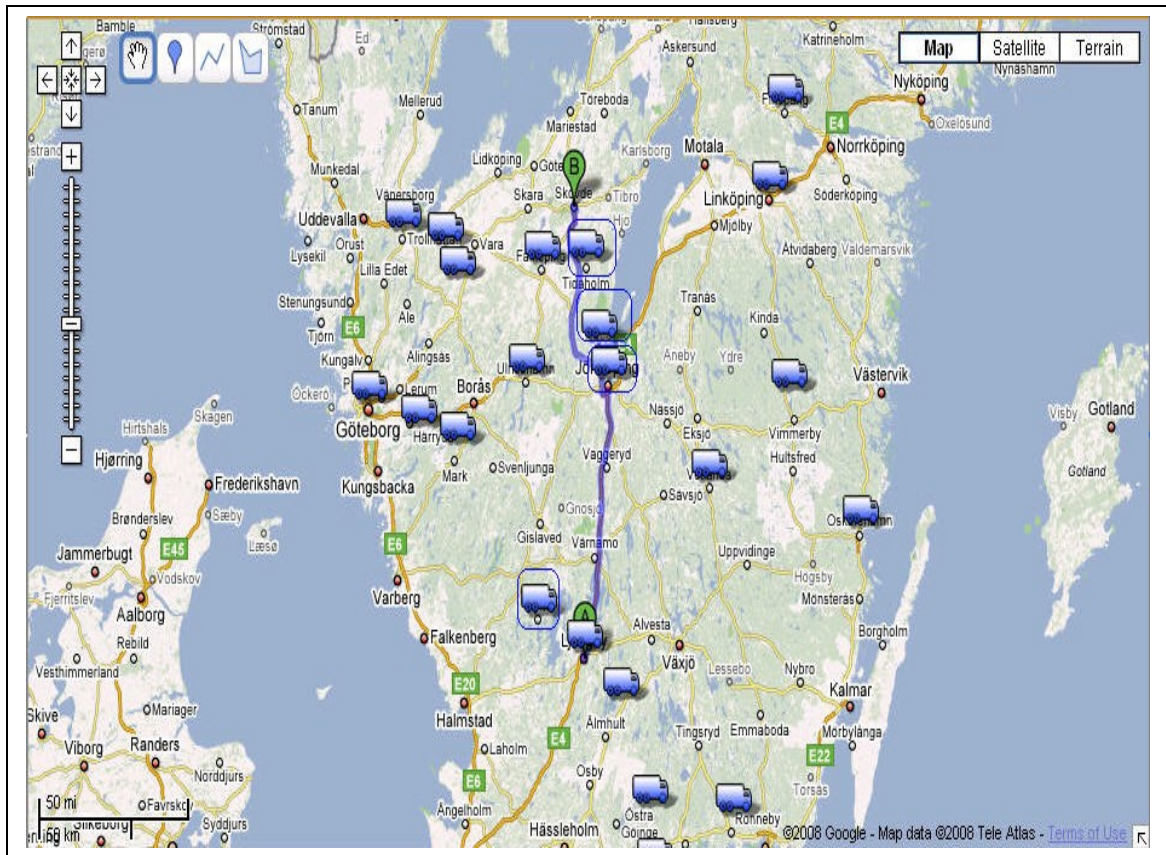 Bamble
Strömstad
Ed
Askersund
Katrineholm
Map
Satellite
Terrain
Nynäshamn
Nyköping
Oxelösund
Tanum
Mellerud
Töreboda
Mariestad
E4
Norrköping
Karlsborg
Motala
Lidköping
Munkedal
B
Skara
Tibro
Linköping
Söderköping
Uddevalla
Hjo
Mjölby
Vara
Orust
Lysekil
Åtvidaberg
Valdemarsvik
Lilla Edet
Tidaholm
Stenungsund
Ale
Tranås
Kinda
Tjörn
E6
Alingsås
Kungälv
Aneby
Ydre
Öckerö
Lerum
Borås
Västervik
Skagen
Göteborg
Nässjö
Eksjö
Vimmerby
Visby
Gotland
Hirtshals
Hjørring
Mark
Svenljunga
Vaggeryd
Hultsfred
Gotland
Frederikshavn
Kungsbacka
Sävsjö
Sæby
Brønderslev
Læsø
Gislaved
Jammerbugt
E45
E6
Värnamo
Uppvidinge
Vodskov
Högsby
Fjerritslev
Aalborg
Varberg
Mönsterås
Rebild
Falkenberg
A
Alvesta
Borgholm
Växjö
Vesthimmerland
Lessebo
Nybro
E20
Kalmar
Mariager
Halmstad
Skive
Älmhult
Tingsryd
Emmaboda
Mörbylånga
Viborg
Randers
Laholm
E4
E22
Norddjurs
Osby
E6
Torsås
50 mi
Favrskov
Ängelholm
Östra
Göinge
Ronneby
50 km
Silkeborg
Syddjurs
Hässleholm
©2008 Google - Map data ©2008 Tele Atlas - Terms of Use